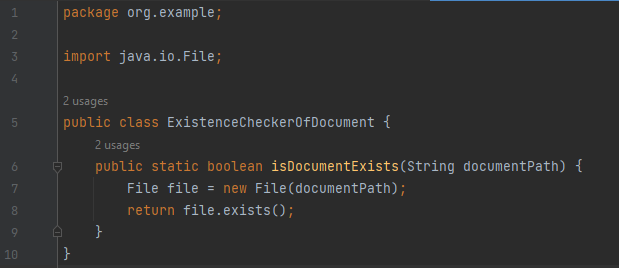 1 package org.example;
2
3 import java.io.File;
4
2 usages
5 public class ExistenceCheckerOfDocument {
2 usages
6 public static boolean isDocumentExists(String documentPath) {
7 File file = new File(documentPath);
8 return file.exists();
9 }
10 }